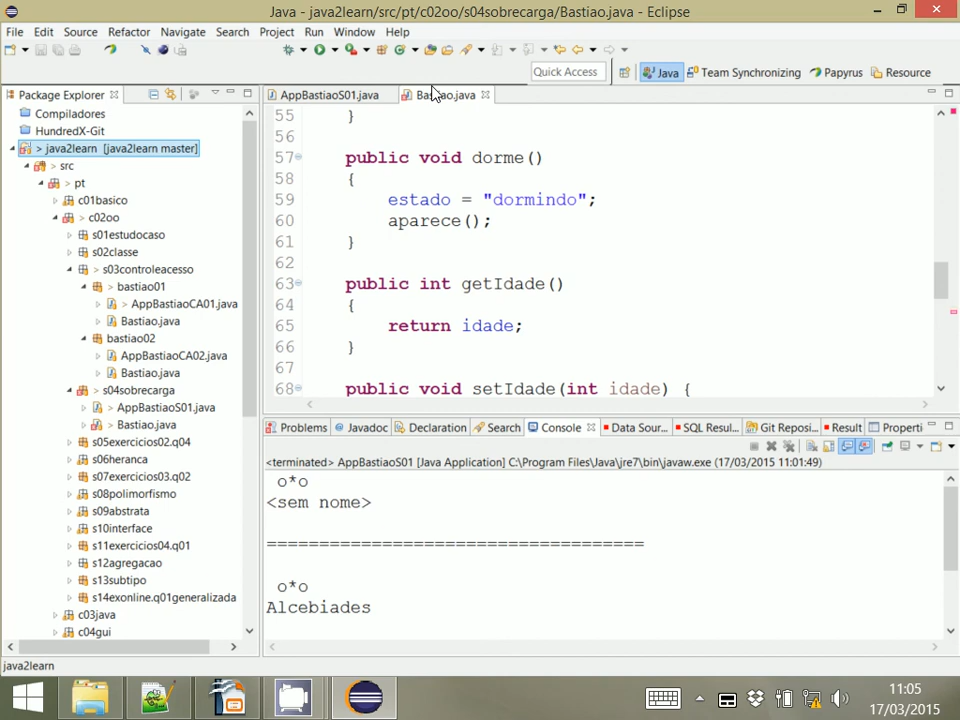 Java - java2learn/src/pt/c02oo/s04sobrecarga/Bastiao.java - Eclipse
File Edit Source Refactor Navigate Search Project Run Window Help
Quick Access
Java
Team Synchronizing
Papyrus
Resource
Package Explorer
Compiladores
HundredX-Git
> java2learn [java2learn master]
> src
> pt
c01basico
> c02oo
s01estudocaso
s02classe
> s03controleacesso
> bastiao01
> AppBastiaoCA01.java
Bastiao.java
bastiao02
> AppBastiaoCA02.java
Bastiao.java
> s04sobrecarga
> AppBastiaoS01.java
> Bastiao.java
s05exercicios02.q04
s06heranca
s07exercicios03.q02
s08polimorfismo
s09abstrata
s10interface
s11exercicios04.q01
s12agregacao
s13subtipo
s14exonline.q01generalizada
c03java
c04gui
AppBastiaoS01.java
Bastiao.java
55 }
56
57 public void dorme()
58 {
59 estado = "dormindo";
60 aparece();
61 }
62
63 public int getIdade()
64 {
65 return idade;
66 }
67
68 public void setIdade(int idade) {
Problems @ Javadoc Declaration Search Console Data Sour... SQL Resul... Git Reposi... Result Properti
<terminated> AppBastiaoS01 [Java Application] C:\Program Files\Java\jre7\bin\javaw.exe (17/03/2015 11:01:49)
o*o
<sem nome>
====================================
o*o
Alcebiades
java2learn
11:05
17/03/2015